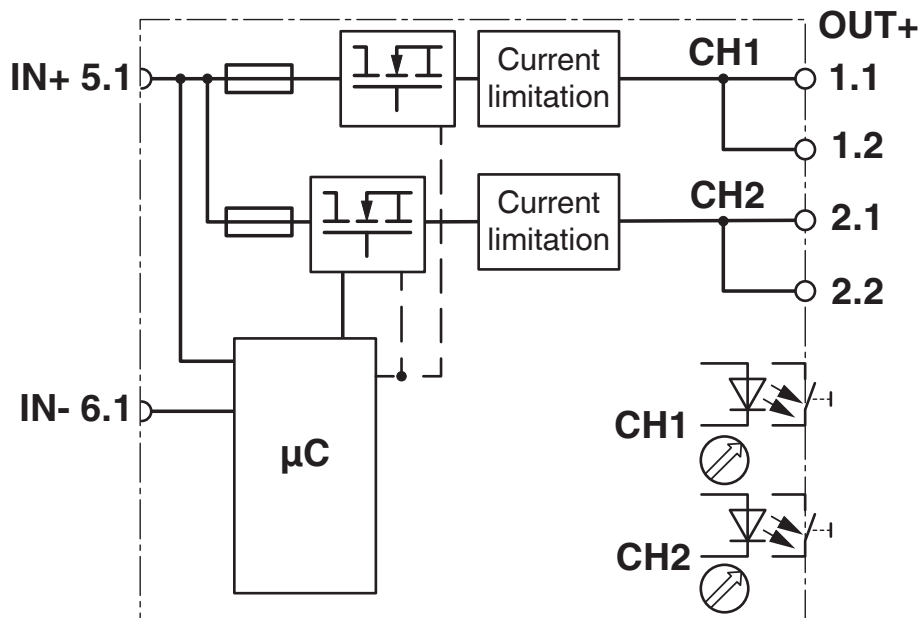 OUT+
IN+ 5.1
Current
limitation
CH1
1.1
1.2
Current
limitation
CH2
2.1
2.2
IN- 6.1
µC
CH1
CH2